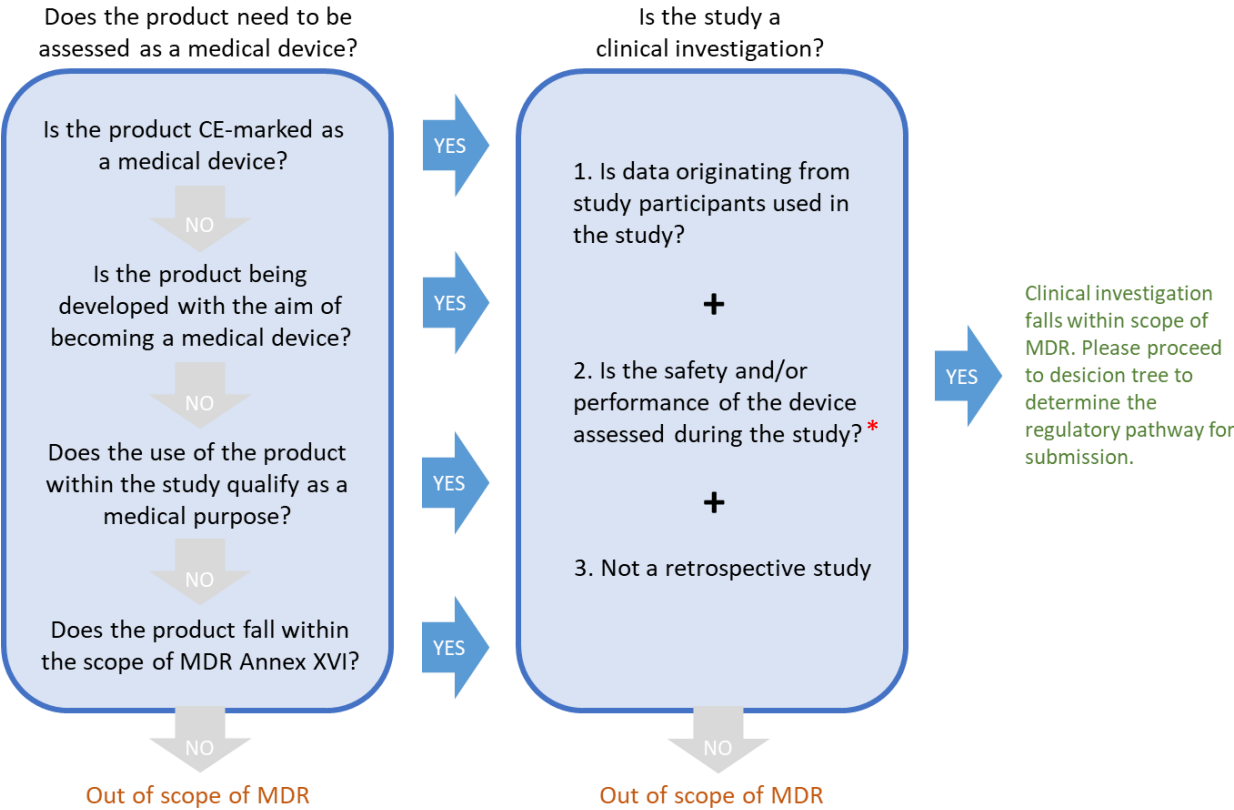 Does the product need to be
assessed as a medical device?
Is the product CE-marked as
a medical device?
NO
Is the product being
developed with the aim of
becoming a medical device?
NO
Does the use of the product
within the study qualify as a
medical purpose?
NO
Does the product fall within
the scope of MDR Annex XVI?
NO
Out of scope of MDR
YES
YES
YES
YES
Is the study a
clinical investigation?
1. Is data originating from
study participants used in
the study?
+
2. Is the safety and/or
performance of the device
assessed during the study?*
+
3. Not a retrospective study
NO
Out of scope of MDR
YES
Clinical investigation
falls within scope of
MDR. Please proceed
to desicion tree to
determine the
regulatory pathway for
submission.